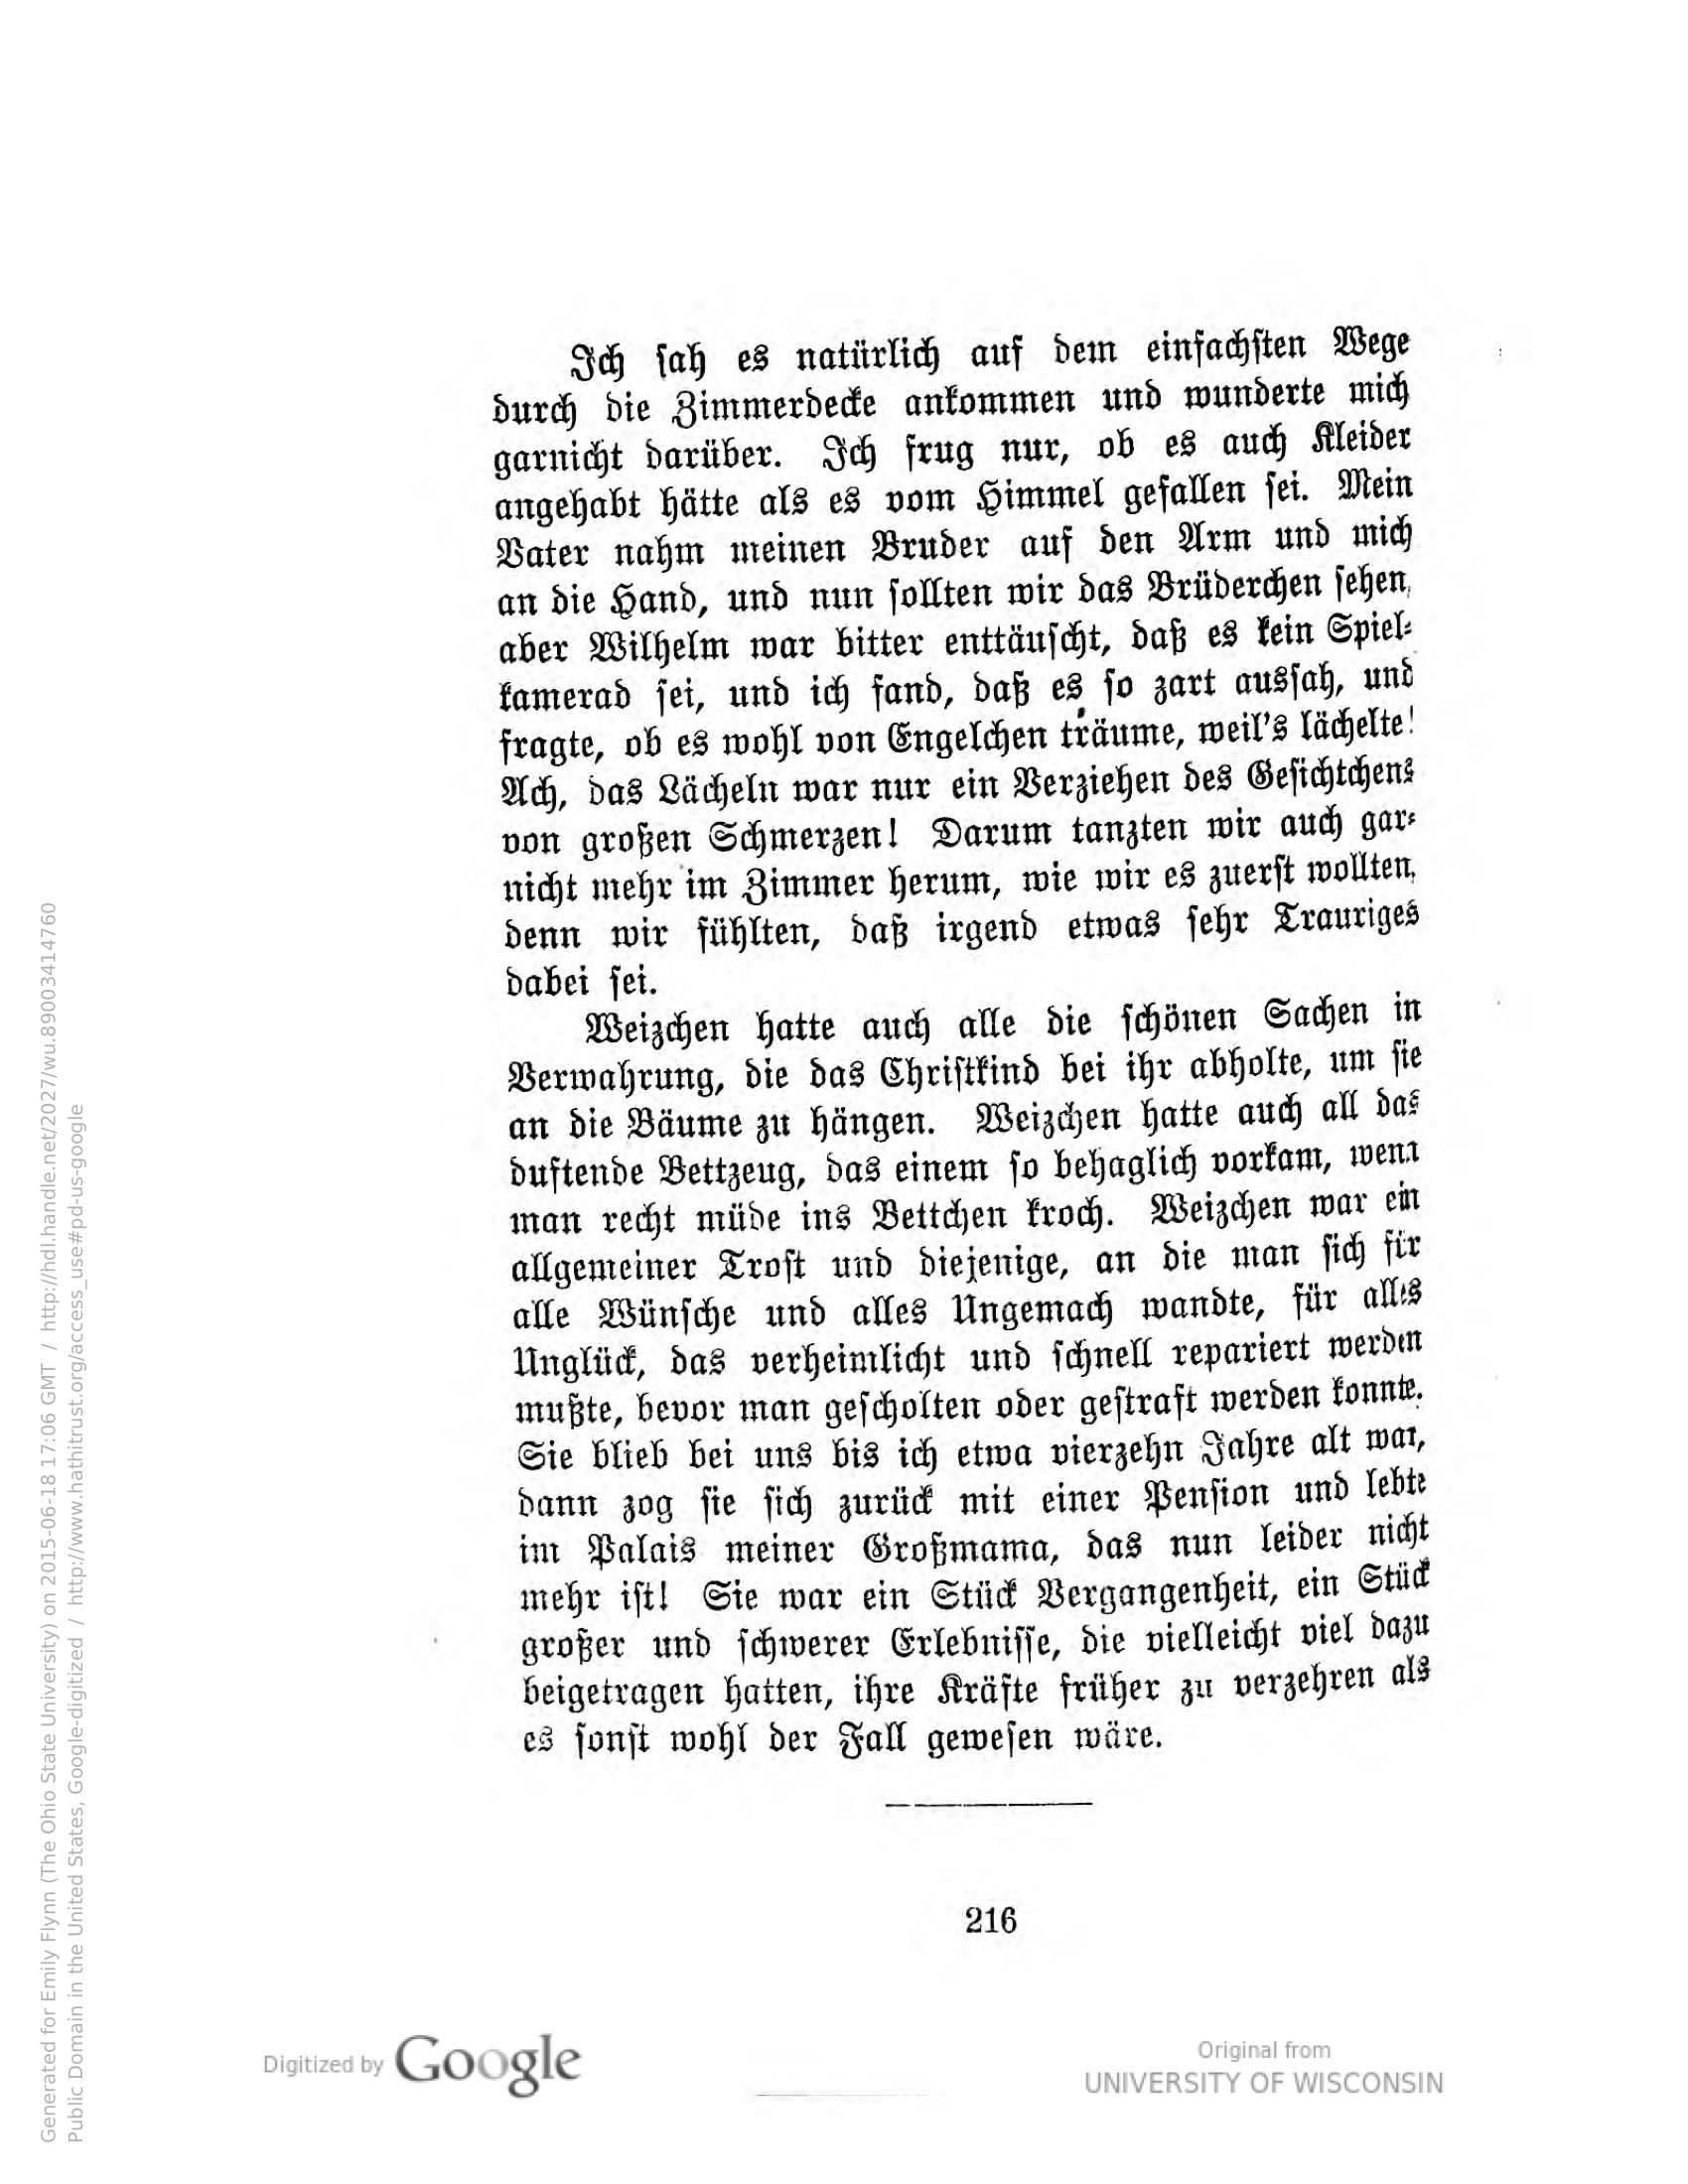 Ich sah es natürlich auf dem einfachsten Wege
durch die Zimmerdecke ankommen und wunderte mich
garnicht darüber. Ich frug nur, ob es auch Kleider
angehabt hätte als es vom Himmel gefallen sei. Mein
Vater nahm meinen Bruder auf den Arm und mich
an die Hand, und nun sollten wir das Brüderchen sehen,
aber Wilhelm war bitter enttäuscht, daß es kein Spiel-
kamerad sei, und ich fand, daß es so zart aussah, und
fragte, ob es wohl von Engelchen träume, weil's lächelte!
Ach, das Lächeln war nur ein Verziehen des Gesichtchens
von großen Schmerzen! Darum tanzten wir auch gar-
nicht mehr im Zimmer herum, wie wir es zuerst wollten,
denn wir fühlten, daß irgend etwas sehr Trauriges
dabei sei.
Weizchen hatte auch alle die schönen Sachen in
Verwahrung, die das Christkind bei ihr abholte, um sie
an die Bäume zu hängen. Weizchen hatte auch all das
duftende Bettzeug, das einem so behaglich vorkam, wenn
man recht müde ins Bettchen kroch. Weizchen war ein
allgemeiner Trost und diejenige, an die man sich für
alle Wünsche und alles Ungemach wandte, für alles
Unglück, das verheimlicht und schnell repariert werden
mußte, bevor man gescholten oder gestraft werden konnte.
Sie blieb bei uns bis ich etwa vierzehn Jahre alt war,
dann zog sie sich zurück mit einer Pension und lebte
im Palais meiner Großmama, das nun leider nicht
mehr ist! Sie war ein Stück Vergangenheit, ein Stück
großer und schwerer Erlebnisse, die vielleicht viel dazu
beigetragen hatten, ihre Kräfte früher zu verzehren als
es sonst wohl der Fall gewesen wäre.
216
Digitized by Google
Original from
UNIVERSITY OF WISCONSIN
Generated for Emily Flynn (The Ohio State University) on 2015-06-18 17:06 GMT / http://hdl.handle.net/2027/wu.89003414760
Public Domain in the United States, Google-digitized / http://www.hathitrust.org/access_use#pd-us-google